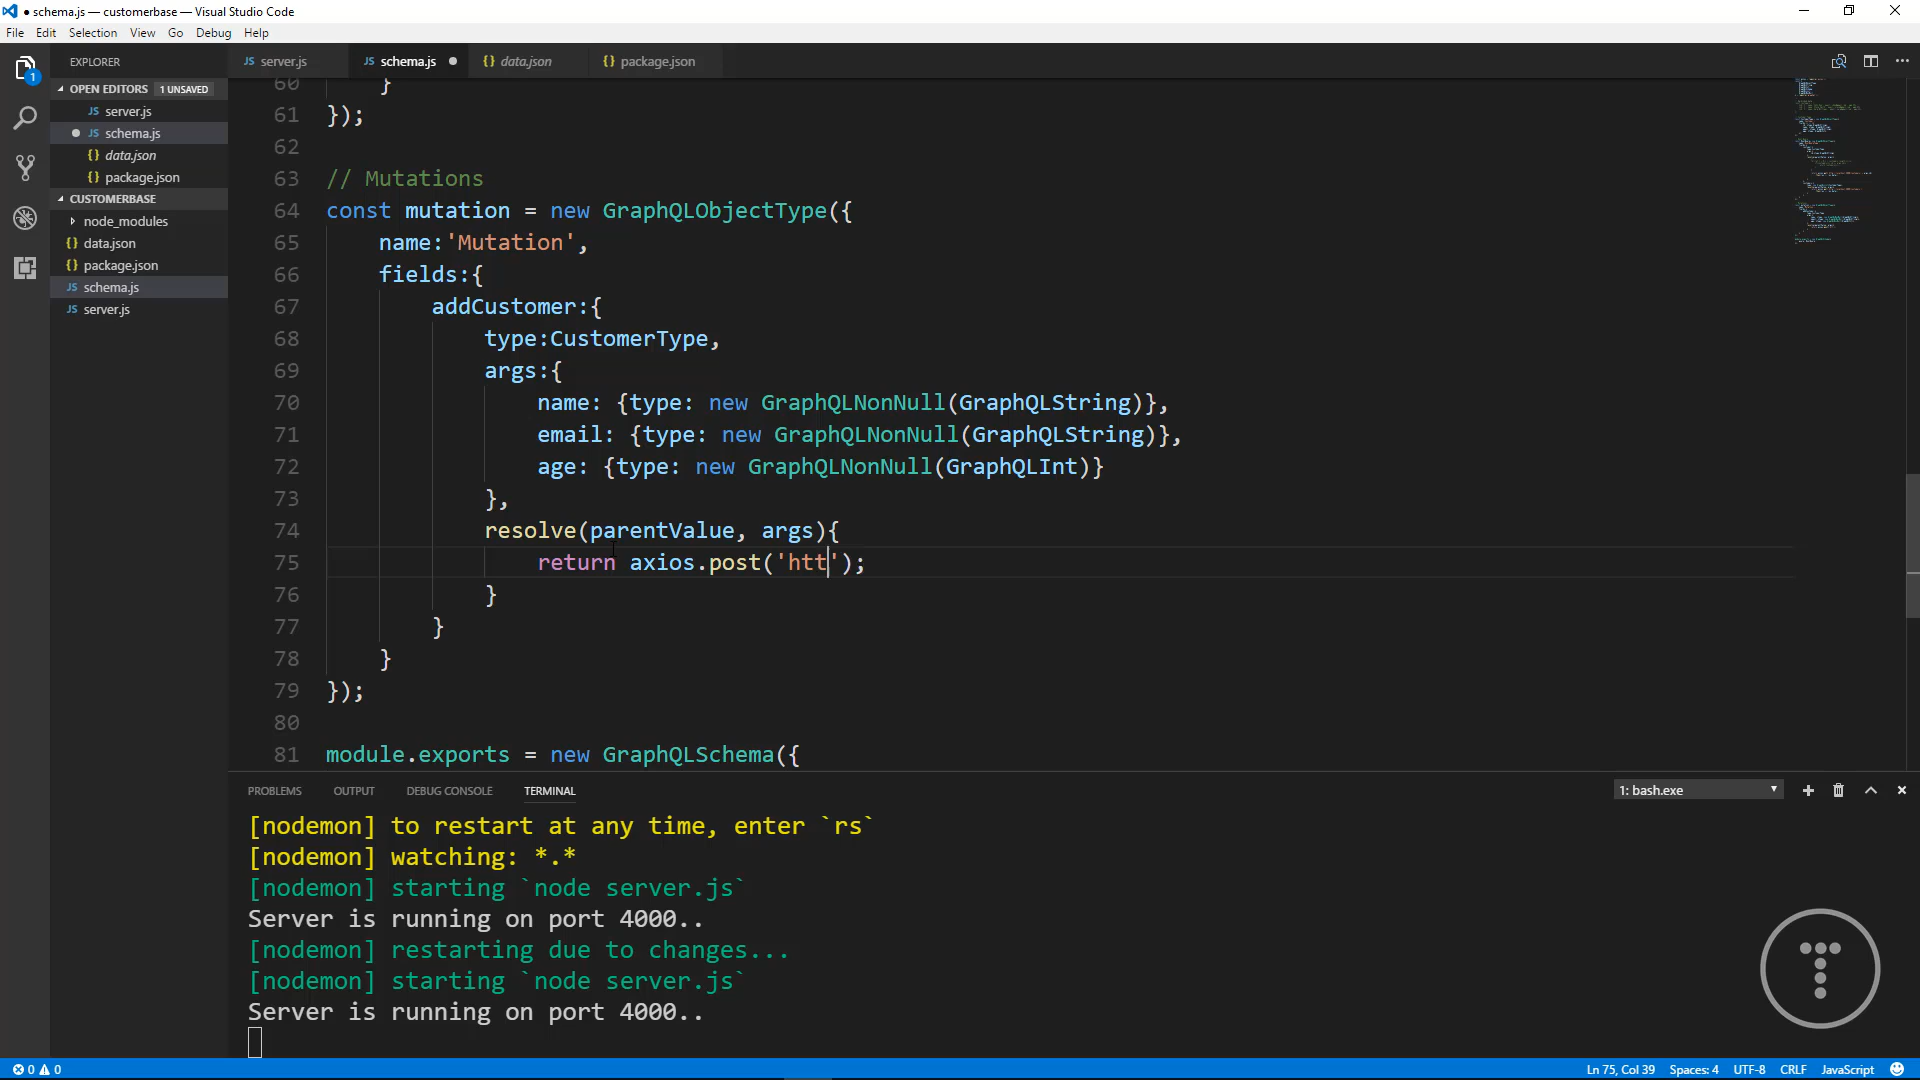 schema.js — customerbase — Visual Studio Code
File Edit Selection View Go Debug Help
EXPLORER
OPEN EDITORS 1 UNSAVED
JS server.js
JS schema.js
{} data.json
{} package.json
CUSTOMERBASE
node_modules
{} data.json
{} package.json
JS schema.js
JS server.js
1
JS server.js JS schema.js {} data.json {} package.json
60 }
61 });
62
63 // Mutations
64 const mutation = new GraphQLObjectType({
65 name:'Mutation',
66 fields:{
67 addCustomer:{
68 type:CustomerType,
69 args:{
70 name: {type: new GraphQLNonNull(GraphQLString)},
71 email: {type: new GraphQLNonNull(GraphQLString)},
72 age: {type: new GraphQLNonNull(GraphQLInt)}
73 },
74 resolve(parentValue, args){
75 return axios.post('htt');
76 }
77 }
78 }
79 });
80
81 module.exports = new GraphQLSchema({
PROBLEMS OUTPUT DEBUG CONSOLE TERMINAL 1: bash.exe
[nodemon] to restart at any time, enter `rs`
[nodemon] watching: *.*
[nodemon] starting `node server.js`
Server is running on port 4000..
[nodemon] restarting due to changes...
[nodemon] starting `node server.js`
Server is running on port 4000..
0 0 Ln 75, Col 39 Spaces: 4 UTF-8 CRLF JavaScript